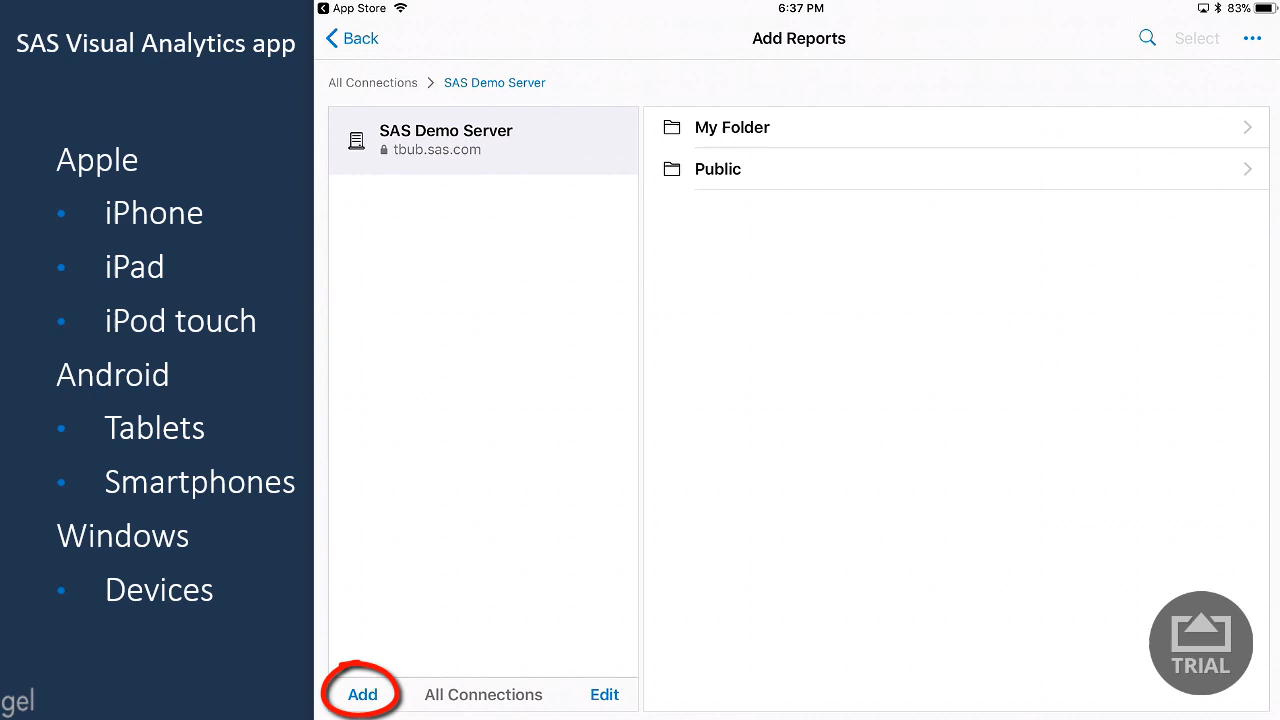 SAS Visual Analytics app
Apple
• iPhone
• iPad
• iPod touch
Android
• Tablets
• Smartphones
Windows
• Devices
gel
App Store 6:37 PM 83%
Back Add Reports Select
All Connections > SAS Demo Server
SAS Demo Server
tbub.sas.com
My Folder
Public
Add All Connections Edit
TRIAL